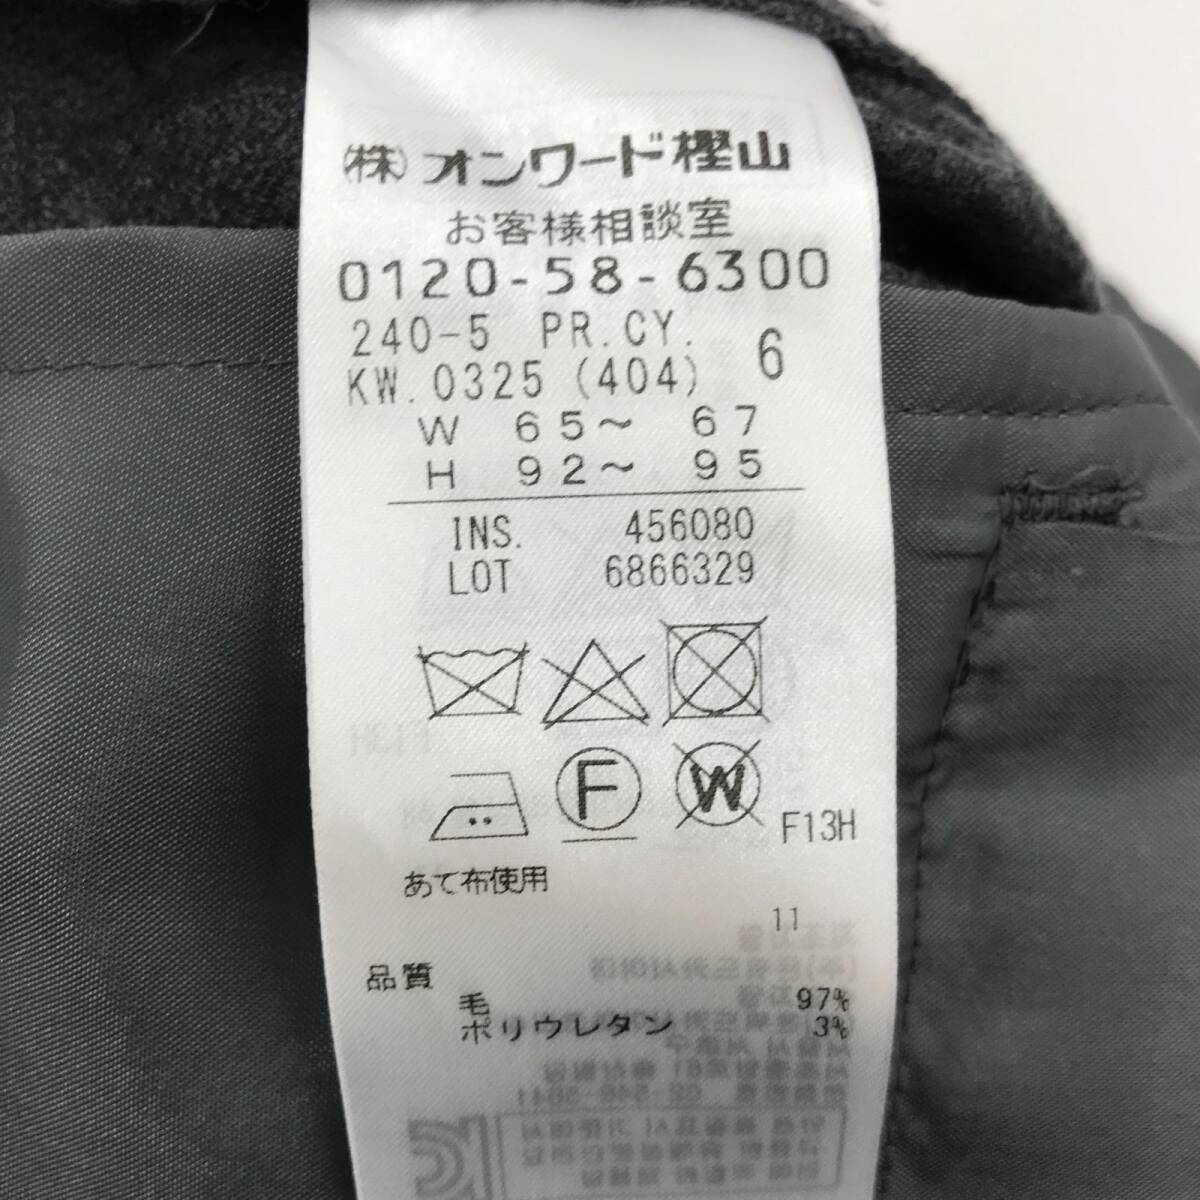 (株)オンワード樫山
お客様相談室
0120-58-6300
240-5 PR.CY.
KW.0325 (404) 6
W 65～ 67
H 92～ 95
INS. 456080
LOT 6866329
F W F13H
あて布使用
11
品質
毛 97%
ポリウレタン 3%